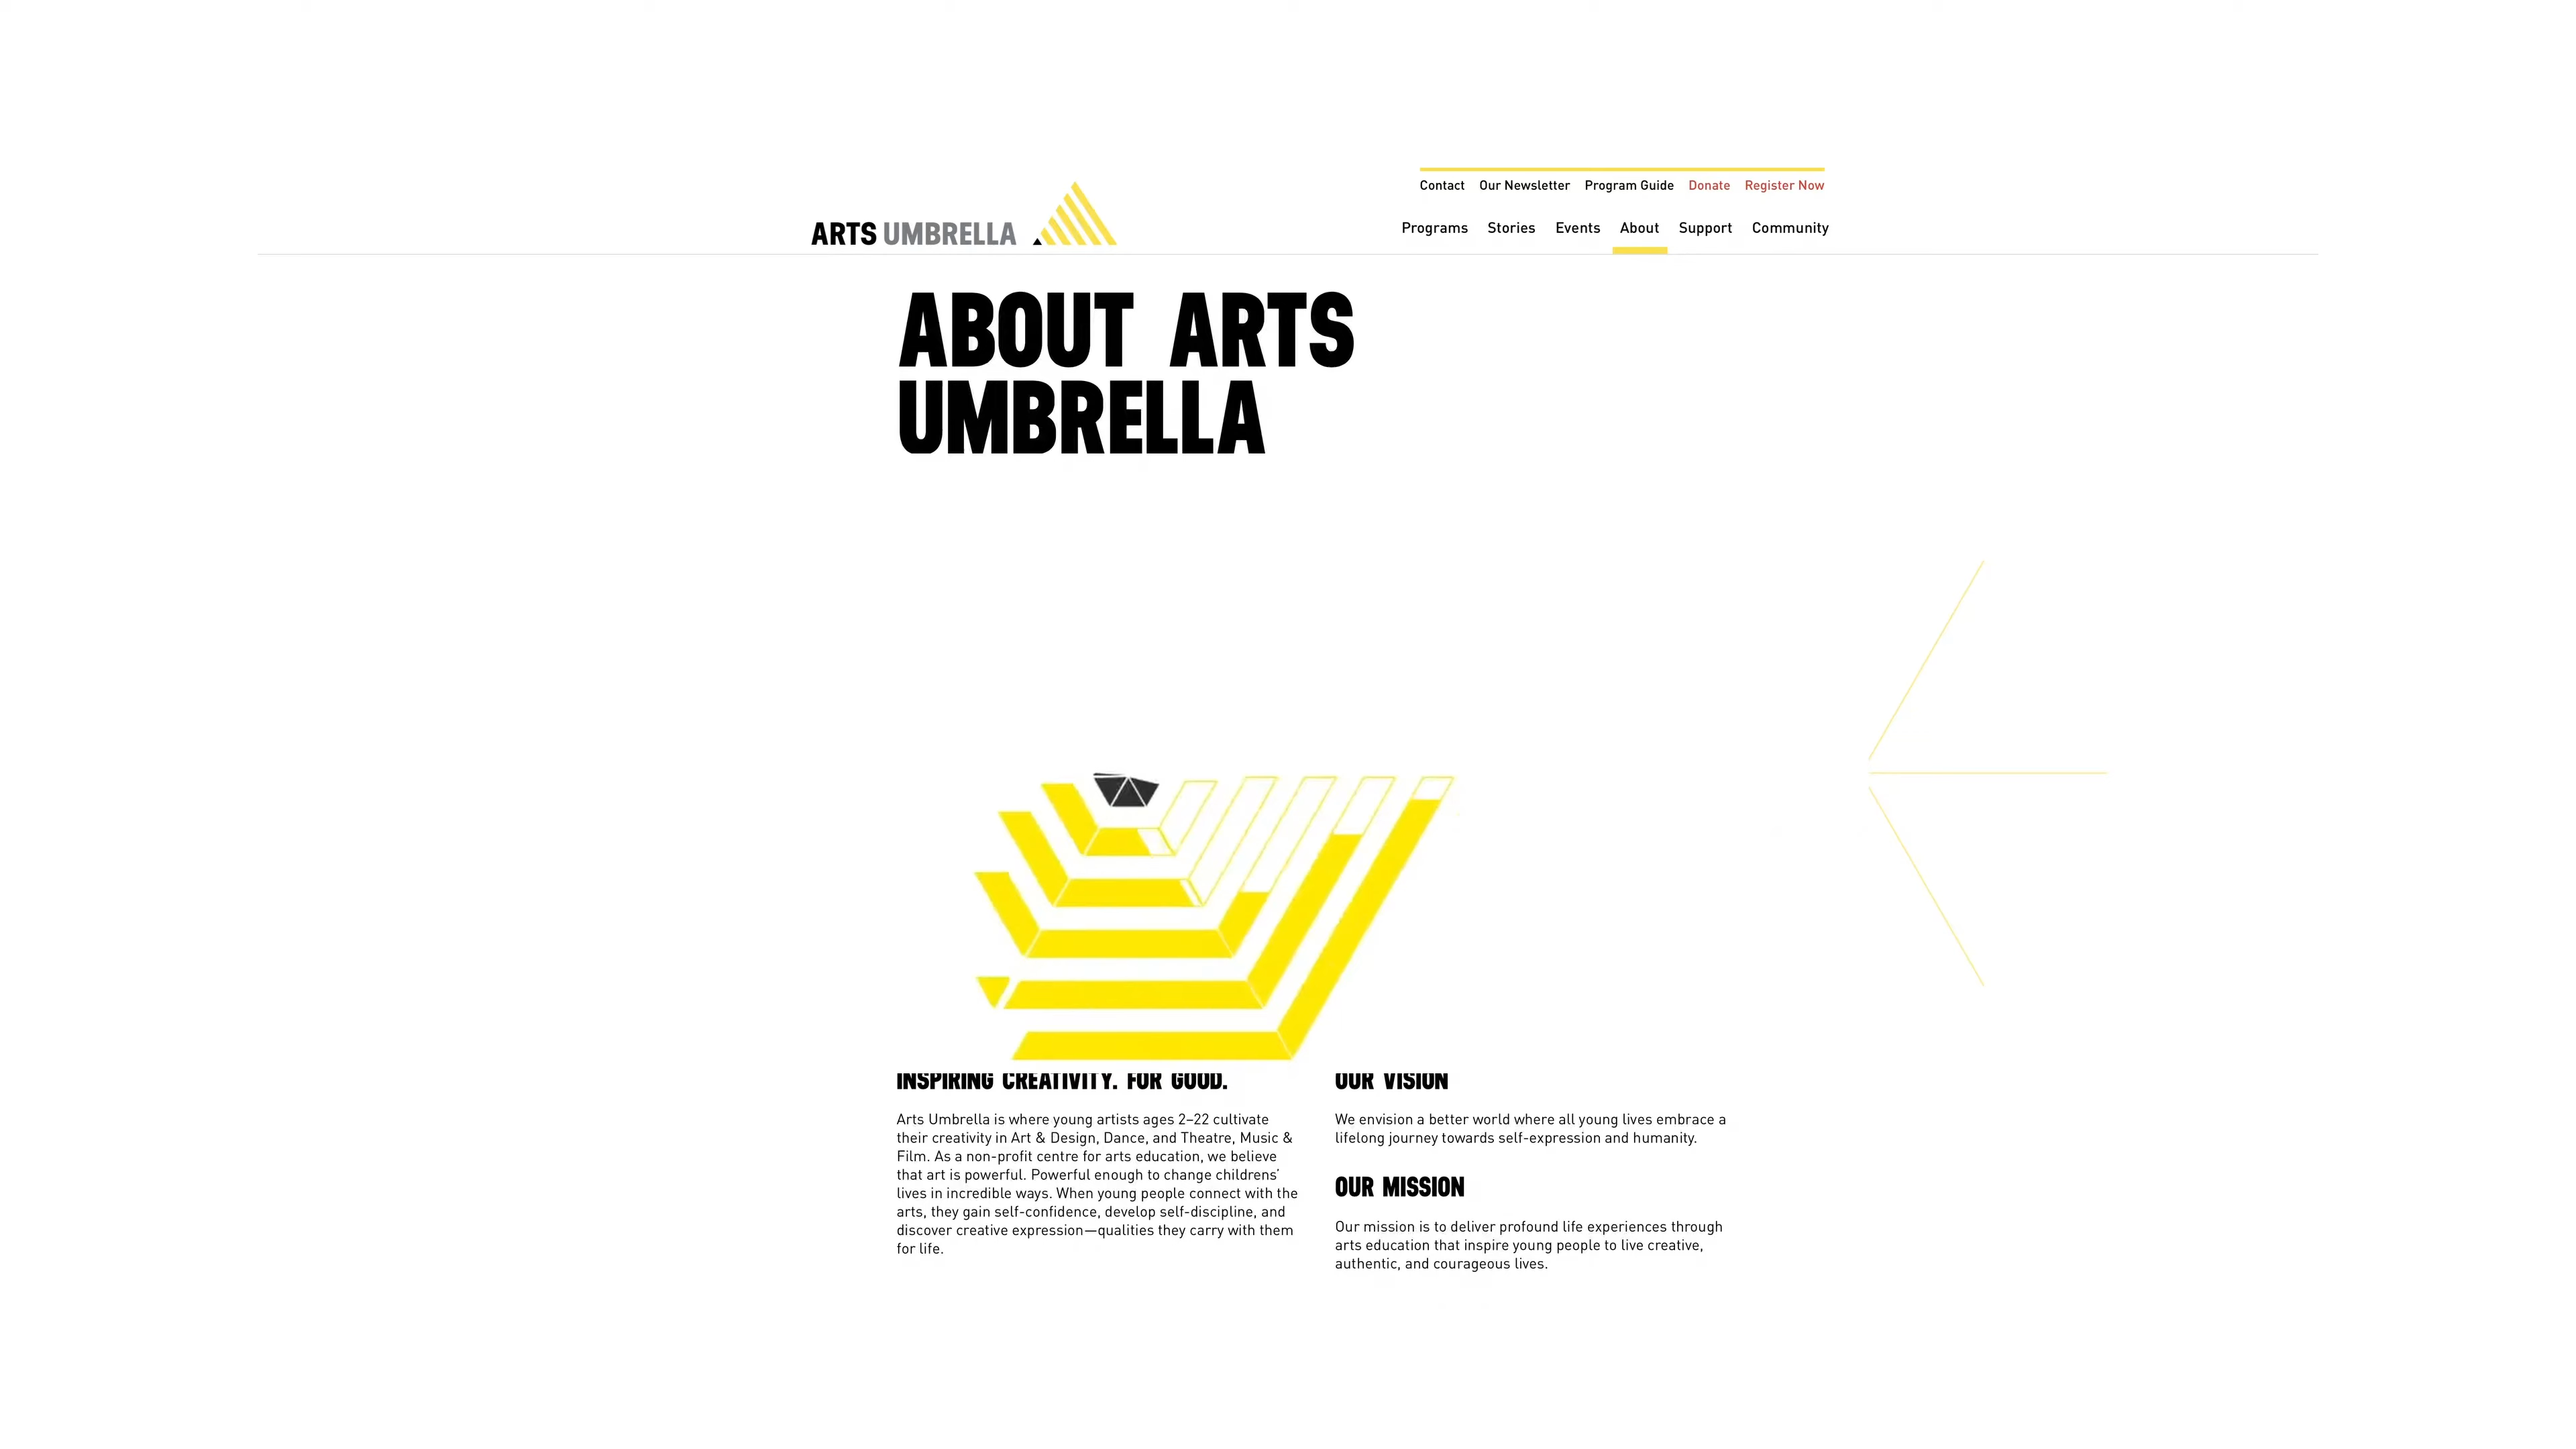 Contact Our Newsletter Program Guide Donate Register Now
ARTS UMBRELLA
Programs Stories Events About Support Community
ABOUT ARTS
UMBRELLA
INSPIRING CREATIVITY. FOR GOOD.
Arts Umbrella is where young artists ages 2–22 cultivate
their creativity in Art & Design, Dance, and Theatre, Music &
Film. As a non-profit centre for arts education, we believe
that art is powerful. Powerful enough to change childrens’
lives in incredible ways. When young people connect with the
arts, they gain self-confidence, develop self-discipline, and
discover creative expression—qualities they carry with them
for life.
OUR VISION
We envision a better world where all young lives embrace a
lifelong journey towards self-expression and humanity.
OUR MISSION
Our mission is to deliver profound life experiences through
arts education that inspire young people to live creative,
authentic, and courageous lives.